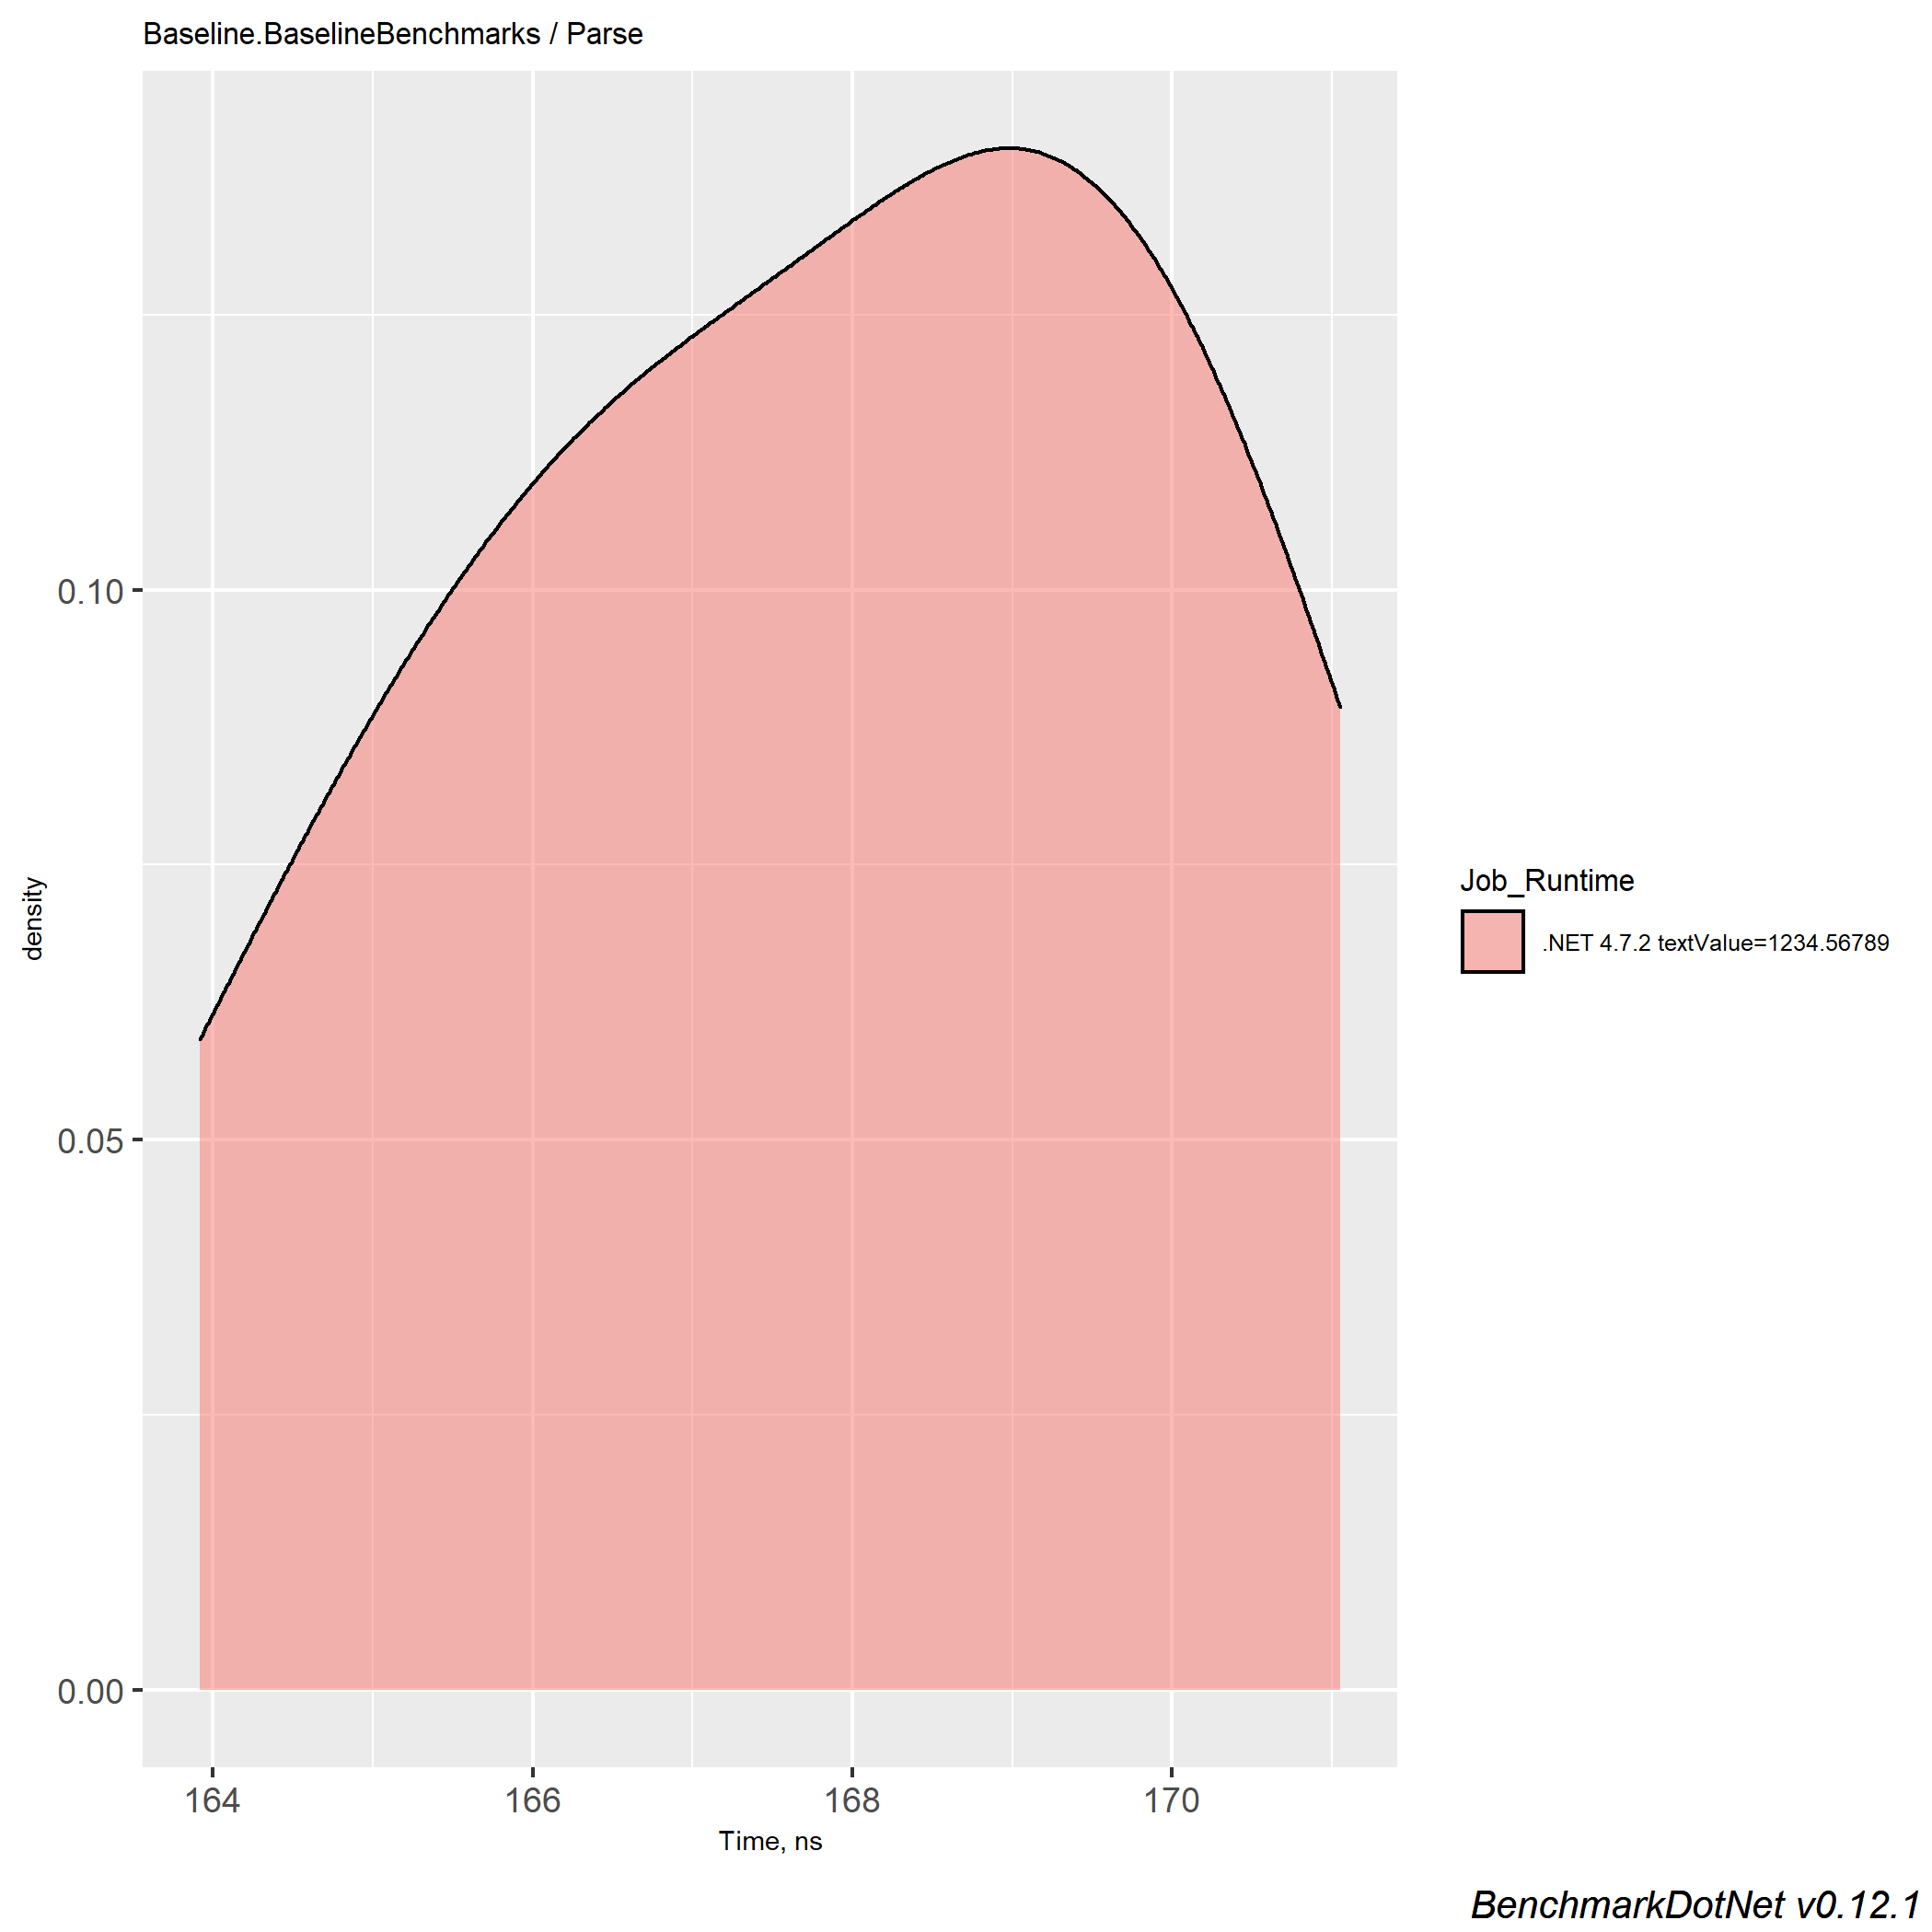 Baseline.BaselineBenchmarks / Parse
density
0.10
0.05
0.00
164 166 168 170
Time, ns
Job_Runtime
.NET 4.7.2 textValue=1234.56789
BenchmarkDotNet v0.12.1